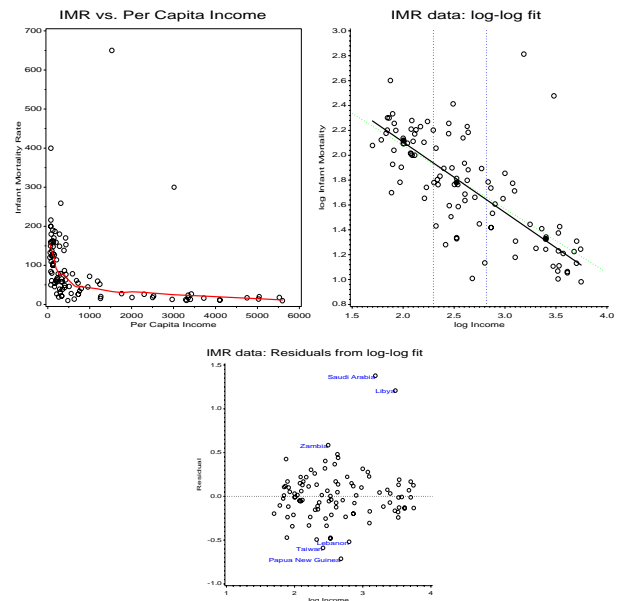 IMR vs. Per Capita Income
Infant Mortality Rate
700
600
500
400
300
200
100
0
0 1000 2000 3000 4000 5000 6000
Per Capita Income
IMR data: log-log fit
log Infant Mortality
3.0
2.8
2.6
2.4
2.2
2.0
1.8
1.6
1.4
1.2
1.0
0.8
1.5 2.0 2.5 3.0 3.5 4.0
log Income
IMR data: Residuals from log-log fit
Residual
1.5
1.0
0.5
0.0
-0.5
-1.0
Saudi Arabia
Libya
Zambia
Lebanon
Taiwan
Papua New Guinea
1 2 3 4
log Income